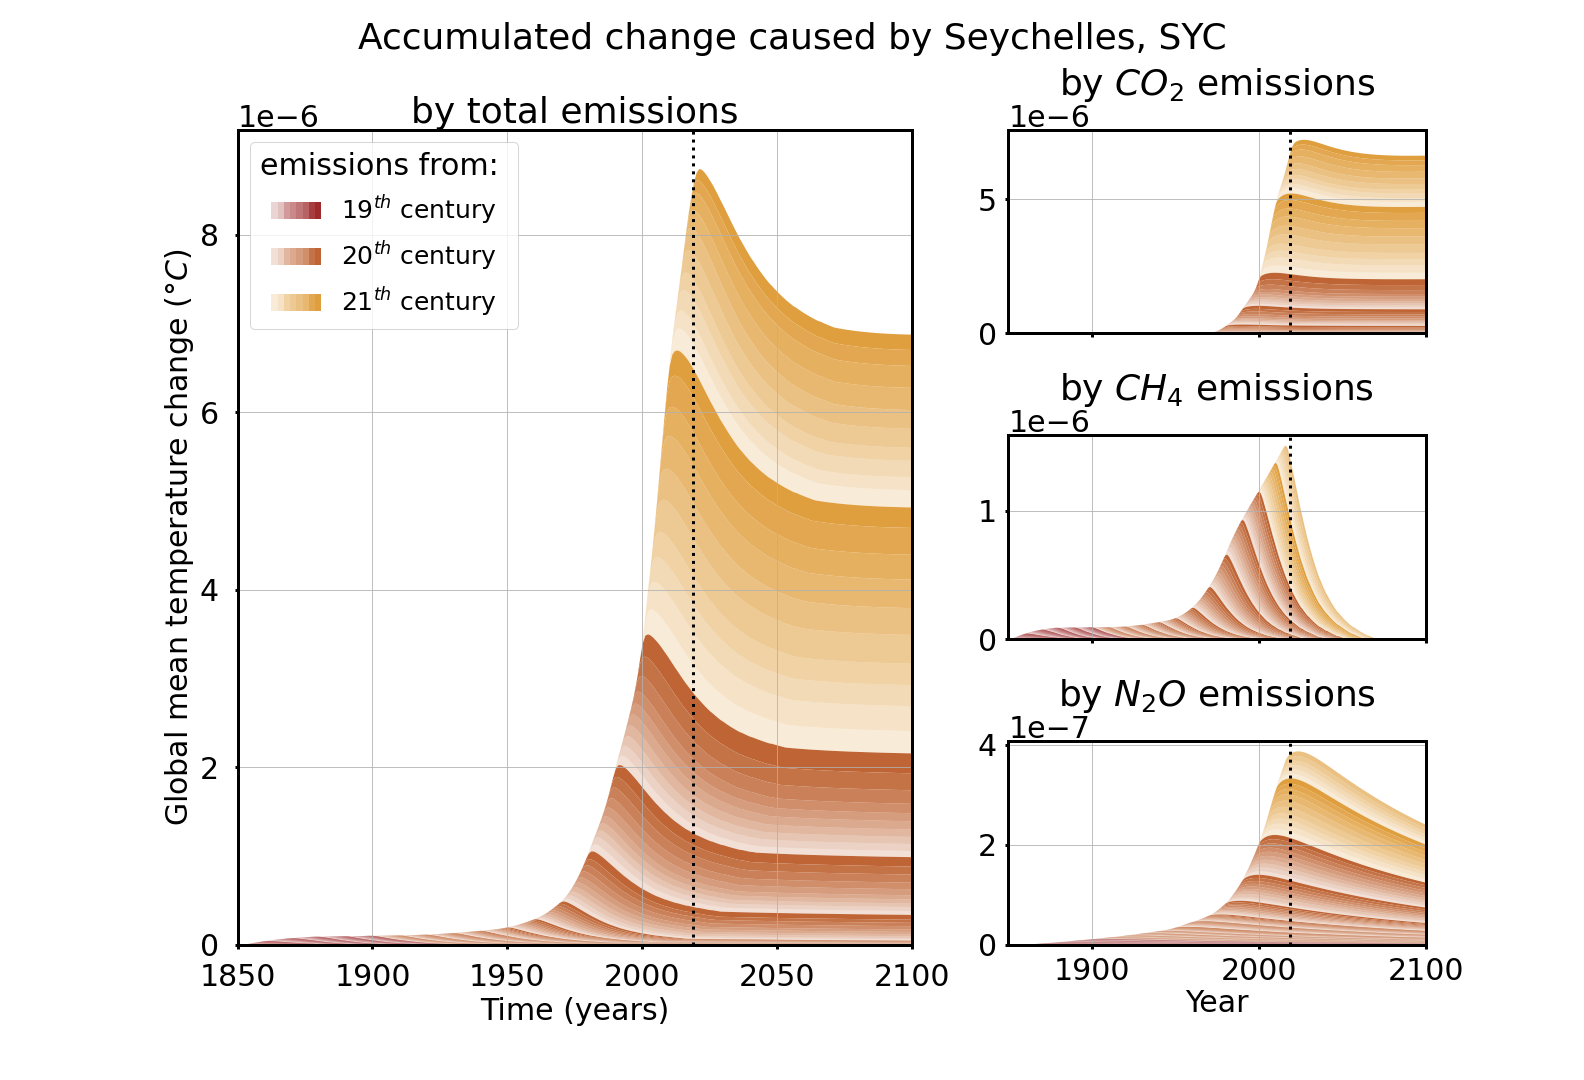 Accumulated change caused by Seychelles, SYC
by total emissions
1e−6
emissions from:
19th century
20th century
21th century
Global mean temperature change (°C)
8
6
4
2
0
1850 1900 1950 2000 2050 2100
Time (years)
by CO2 emissions
1e−6
5
0
by CH4 emissions
1e−6
1
0
by N2O emissions
1e−7
4
2
0
1900 2000 2100
Year